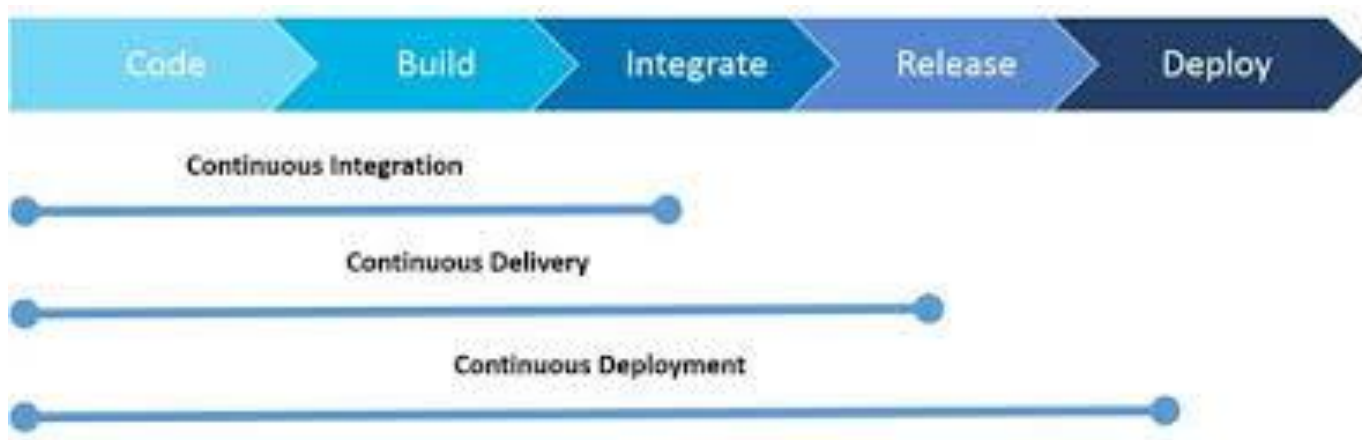 Code Build Integrate Release Deploy
Continuous Integration
Continuous Delivery
Continuous Deployment